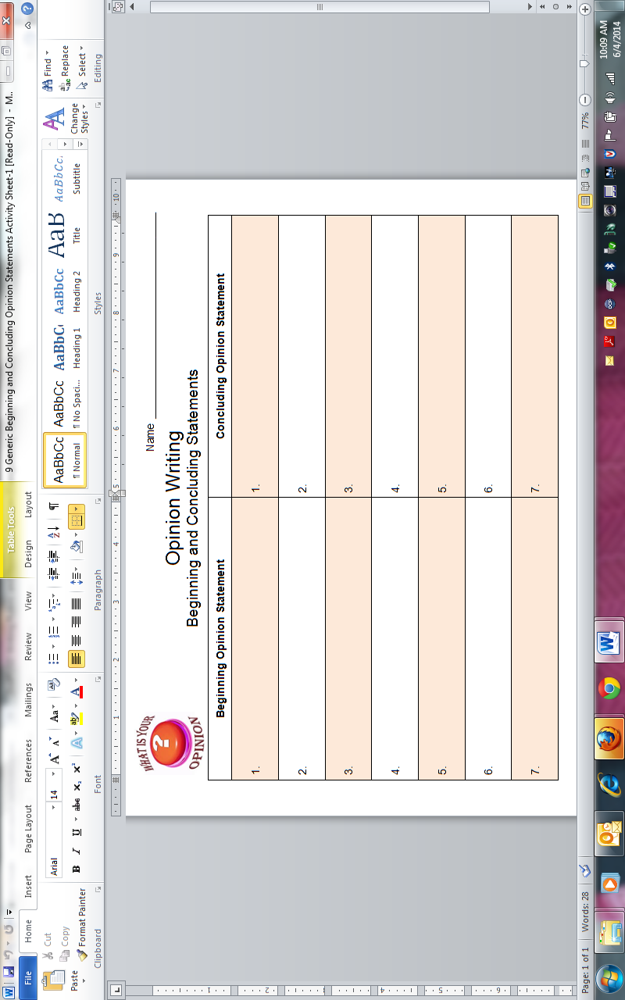 9 Generic Beginning and Concluding Opinion Statements Activity Sheet-1 [Read-Only] - M..
Table Tools
File
Home
Insert
Page Layout
References
Mailings
Review
View
Design
Layout
Paste
Cut
Copy
Format Painter
Clipboard
Arial
14
Font
Paragraph
AaBbCc
¶ Normal
AaBbCc
¶ No Spaci...
AaBbC
Heading 1
AaBbCc
Heading 2
AaB
Title
AaBbCc.
Subtitle
Styles
Change
Styles
Find
Replace
Select
Editing
Name
WHAT IS YOUR
?
OPINION
Opinion Writing
Beginning and Concluding Statements
Beginning Opinion Statement
Concluding Opinion Statement
1.
1.
2.
2.
3.
3.
4.
4.
5.
5.
6.
6.
7.
7.
Page: 1 of 1
Words: 28
77%
10:09 AM
6/4/2014